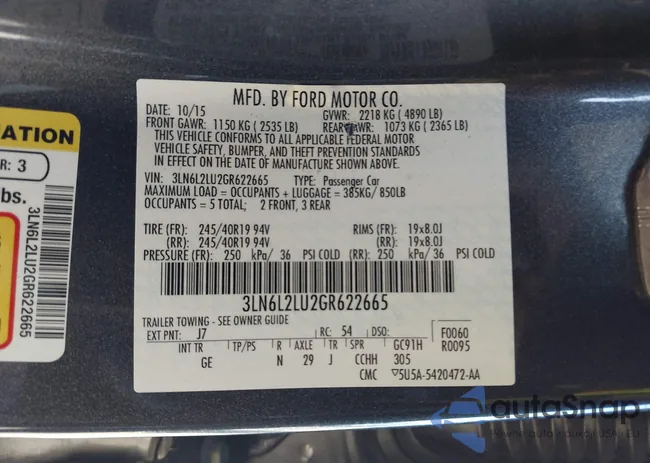 MFD. BY FORD MOTOR CO.
DATE: 10/15 GVWR: 2218 KG ( 4890 LB)
FRONT GAWR: 1150 KG ( 2535 LB) REAR GAWR: 1073 KG ( 2365 LB)
THIS VEHICLE CONFORMS TO ALL APPLICABLE FEDERAL MOTOR
VEHICLE SAFETY, BUMPER, AND THEFT PREVENTION STANDARDS
IN EFFECT ON THE DATE OF MANUFACTURE SHOWN ABOVE.
VIN: 3LN6L2LU2GR622665 TYPE: Passenger Car
MAXIMUM LOAD = OCCUPANTS + LUGGAGE = 385KG/ 850LB
OCCUPANTS = 5 TOTAL; 2 FRONT, 3 REAR
TIRE (FR): 245/40R19 94V RIMS (FR): 19x8.0J
(RR): 245/40R19 94V (RR): 19x8.0J
PRESSURE (FR): 250 kPa/ 36 PSI COLD (RR): 250 kPa/ 36 PSI COLD
3LN6L2LU2GR622665
TRAILER TOWING - SEE OWNER GUIDE
EXT PNT: J7 RC: 54 DSO: F0060
INT TR TP/PS R AXLE TR SPR GC91H R0095
GE N 29 J CCHH 305
CMC 5U5A-5420472-AA
R: 3
bs.
3LN6L2LU2GR622665
autoSnap
Pewne auto z aukcji USA, EU